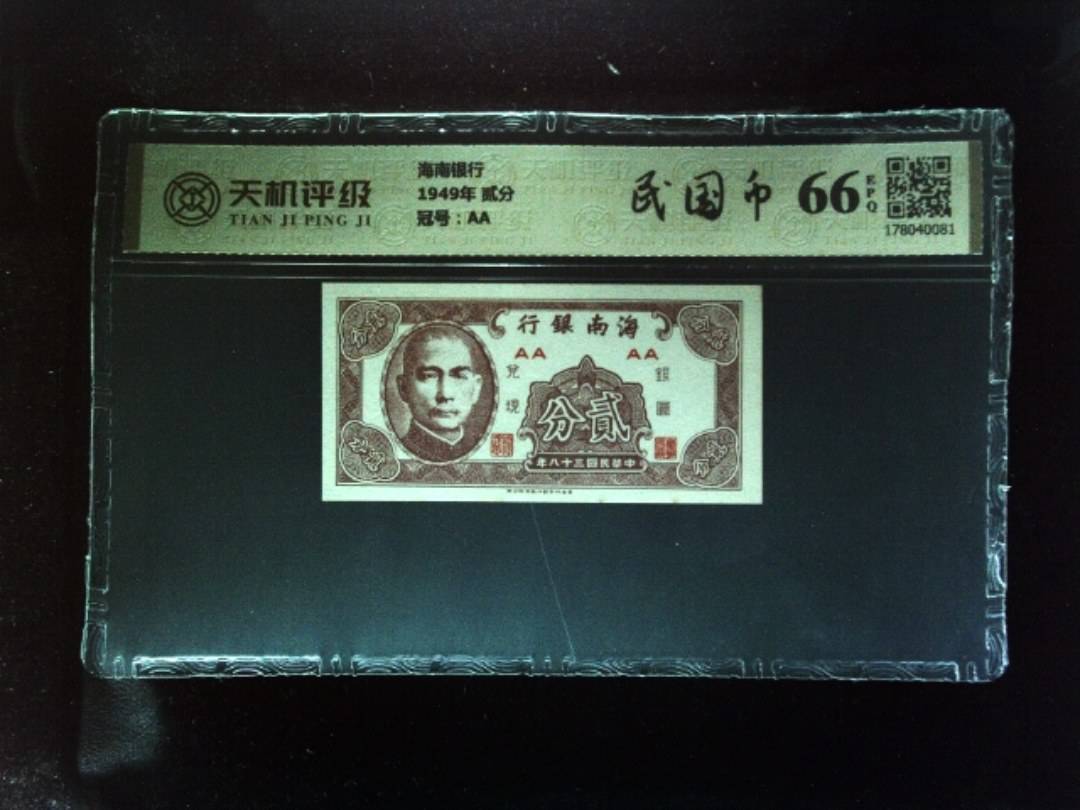 天机评级
TIAN JI PING JI
海南银行
1949年 贰分
冠号：AA
民国币
66
EPQ
178040081
行銀南海
AA AA
兌現
銀圓
分貳
年八十三國民華中